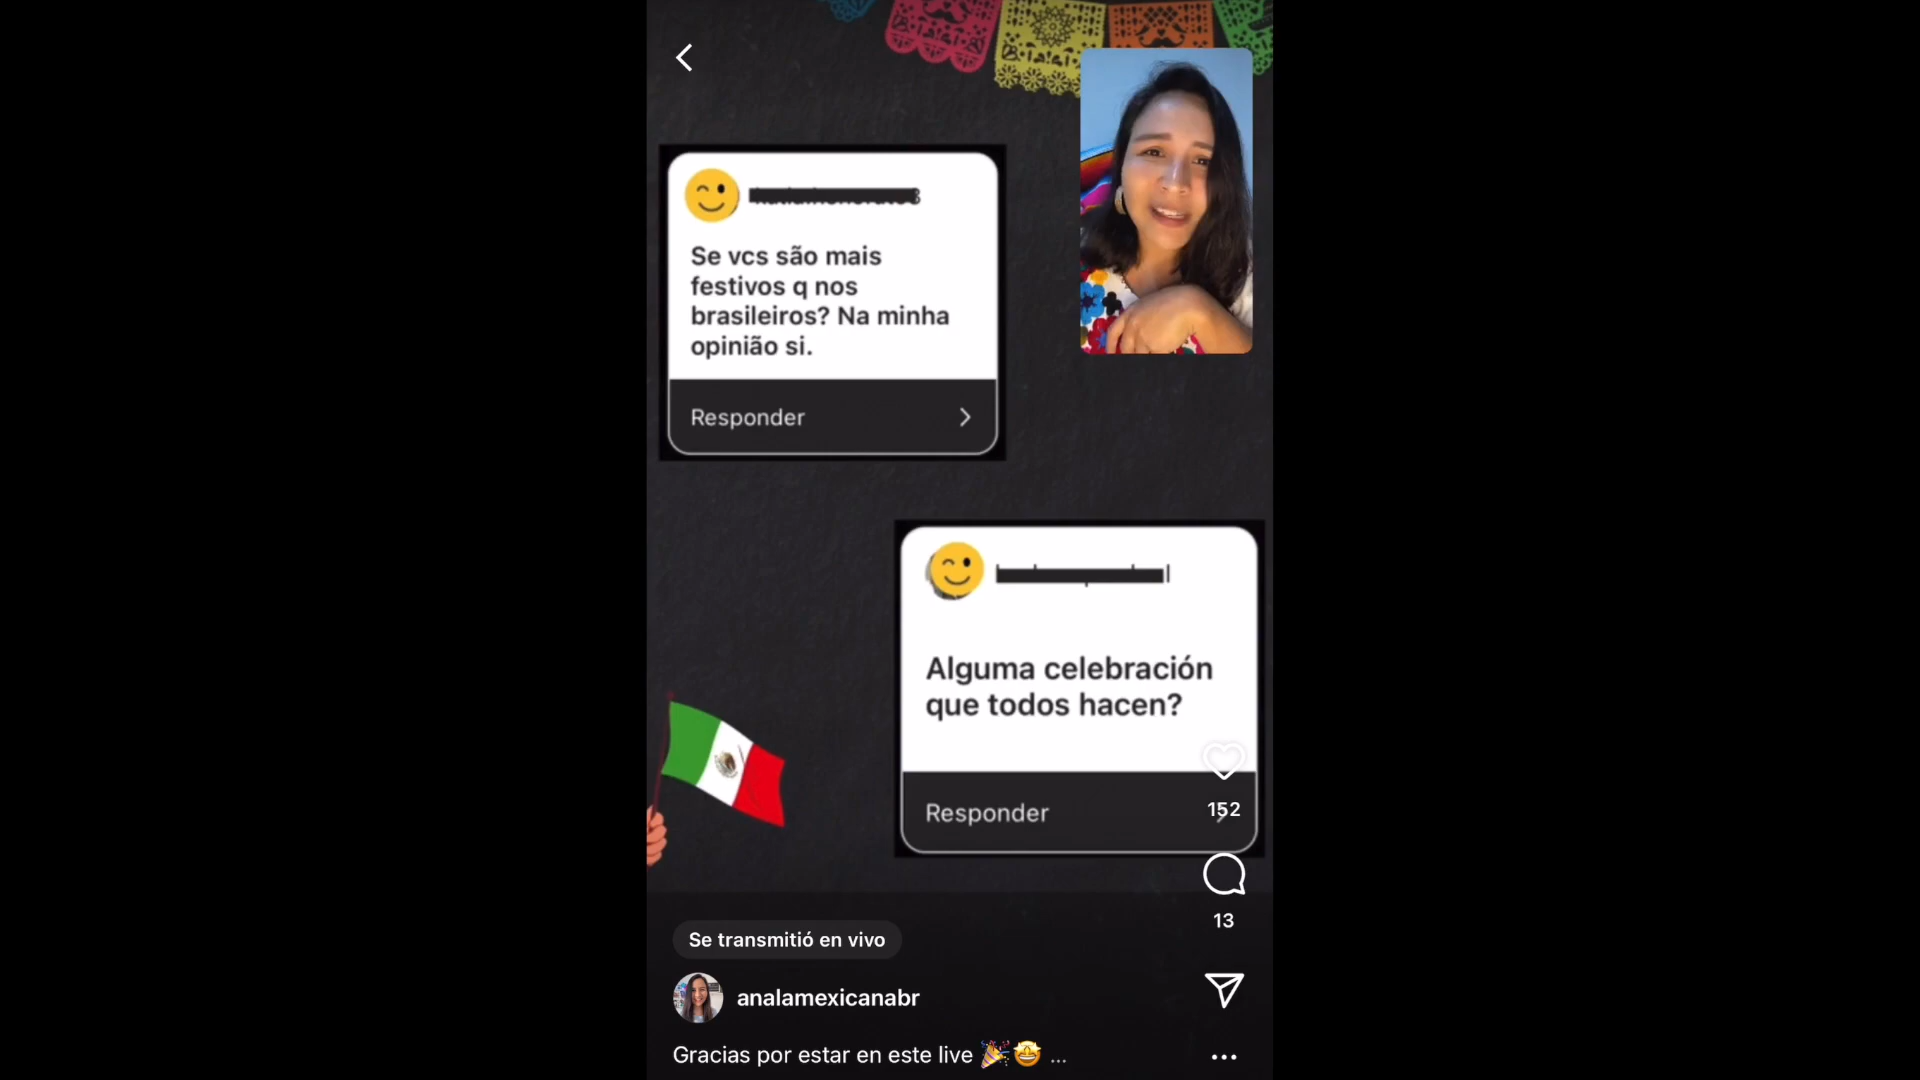 Se vcs são mais
festivos q nos
brasileiros? Na minha
opinião si.
Responder
Alguma celebración
que todos hacen?
Responder
152
13
Se transmitió en vivo
analamexicanabr
Gracias por estar en este live 🎉🤩 ...